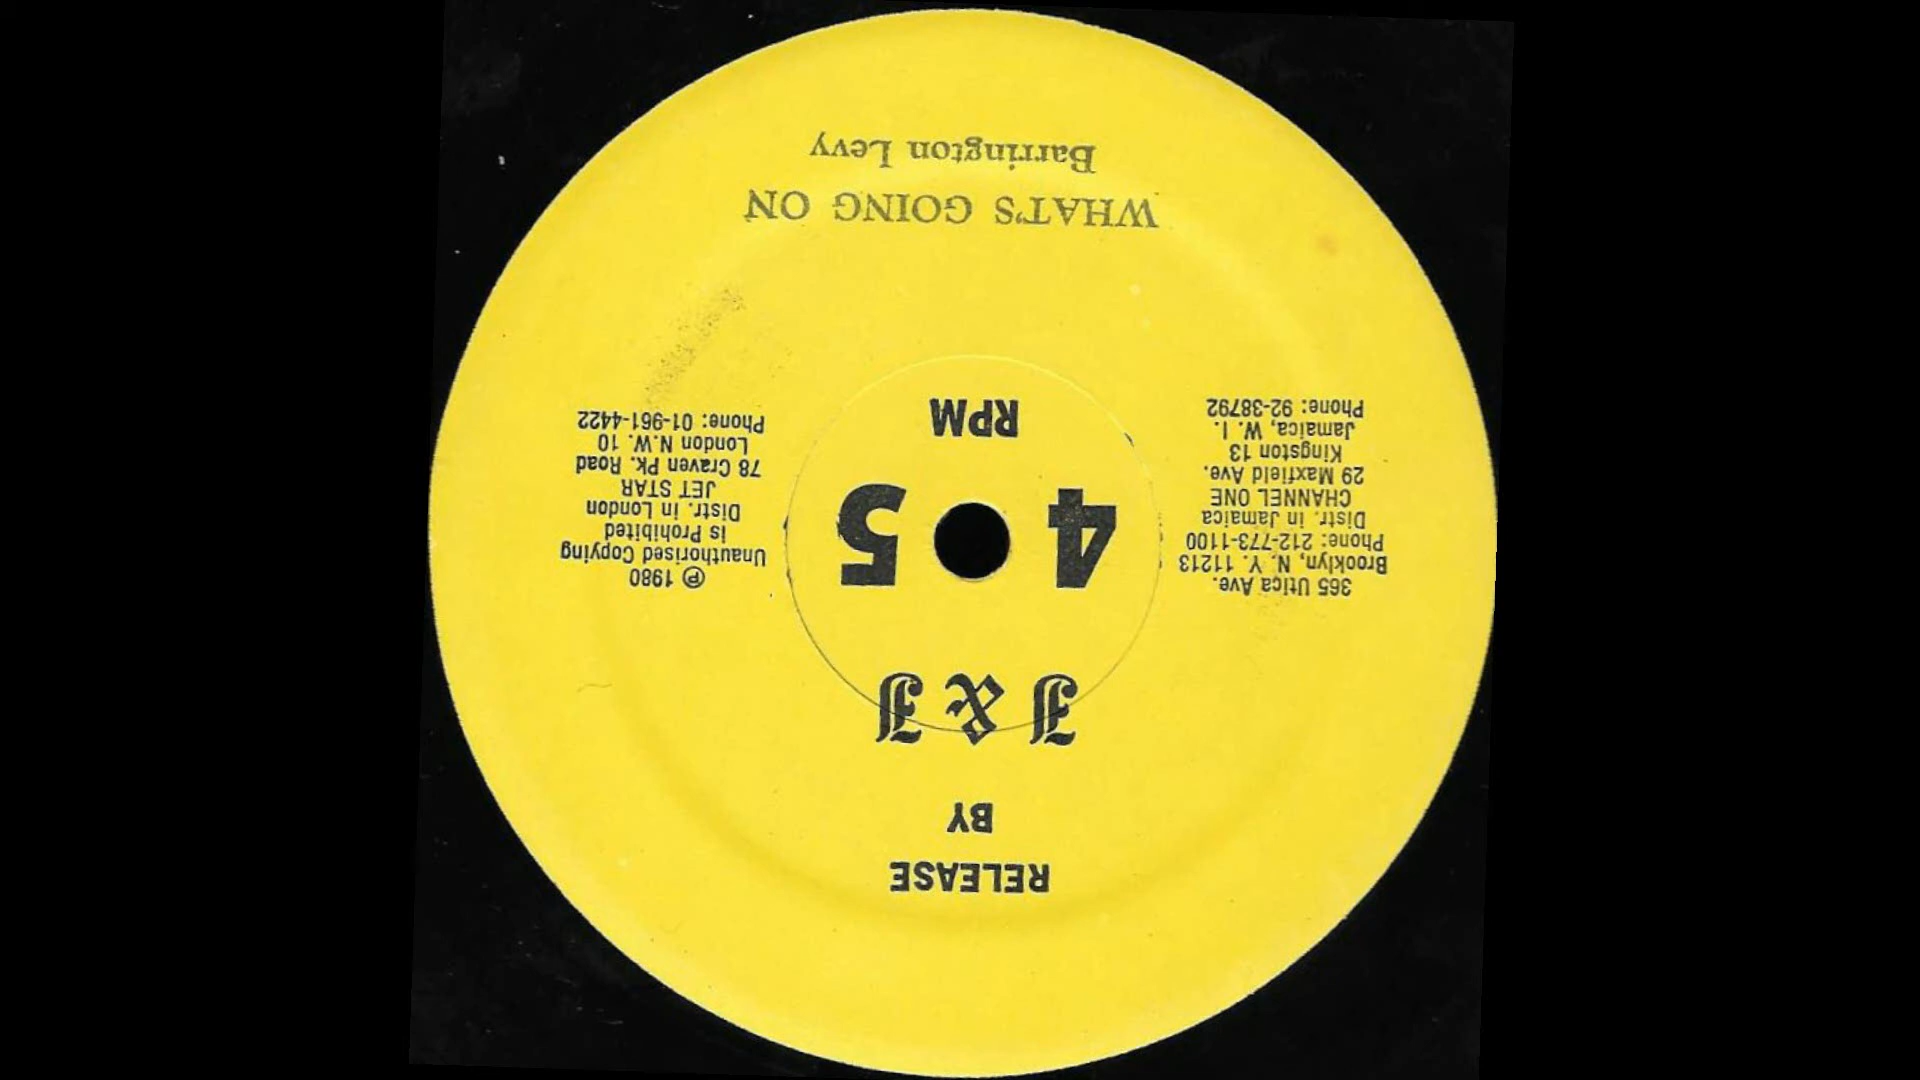 RELEASE
BY
J & J
4 5
RPM
365 Utica Ave.
Brooklyn, N. Y. 11213
Phone: 212-773-1100
Distr. in Jamaica
CHANNEL ONE
29 Maxfield Ave.
Kingston 13
Jamaica, W. I.
Phone: 92-38792
℗ 1980
Unauthorised Copying
Is Prohibited
Distr. in London
JET STAR
78 Craven Pk. Road
London N.W. 10
Phone: 01-961-4422
WHAT'S GOING ON
Barrington Levy